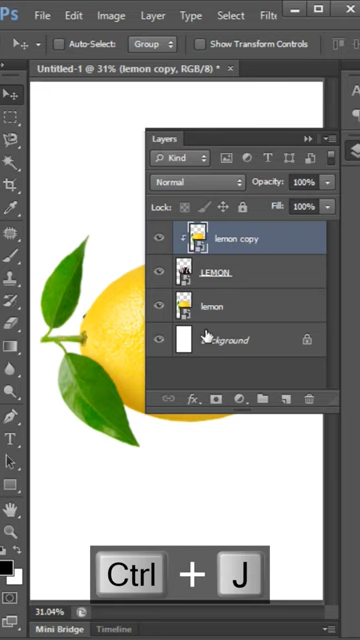 Ps
File Edit Image Layer Type Select Filt
Auto-Select: Group Show Transform Controls
Untitled-1 @ 31% (lemon copy, RGB/8) * ×
Layers
Kind
Normal Opacity: 100%
Lock: Fill: 100%
lemon copy
LEMON
lemon
Background
fx
Ctrl + J
31.04%
Mini Bridge Timeline